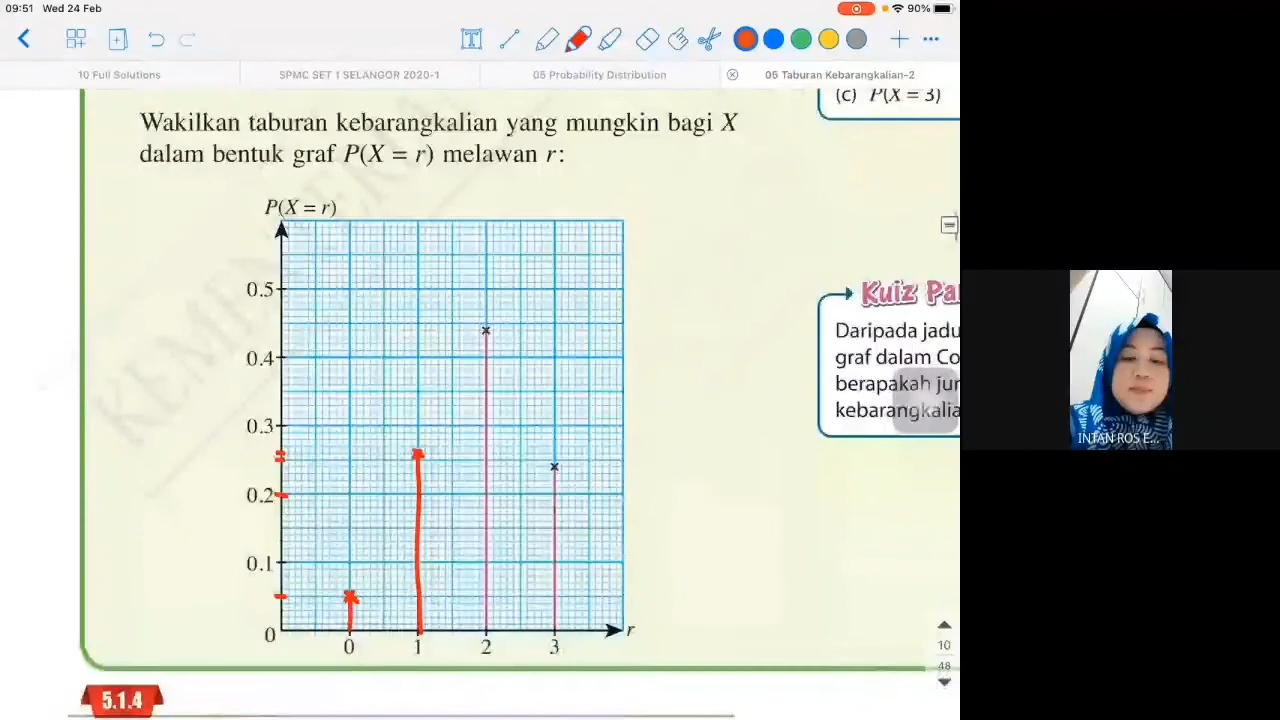 09:51 Wed 24 Feb
90%
10 Full Solutions
SPMC SET 1 SELANGOR 2020-1
05 Probability Distribution
05 Taburan Kebarangkalian-2
(c) P(X = 3)
Wakilkan taburan kebarangkalian yang mungkin bagi X
dalam bentuk graf P(X = r) melawan r:
P(X = r)
0.5
0.4
0.3
0.2
0.1
0
0 1 2 3
r
Kuiz Pa
Daripada jadu
graf dalam Co
berapakah jur
kebarangkalia
10
48
5.1.4
INTAN ROS E...